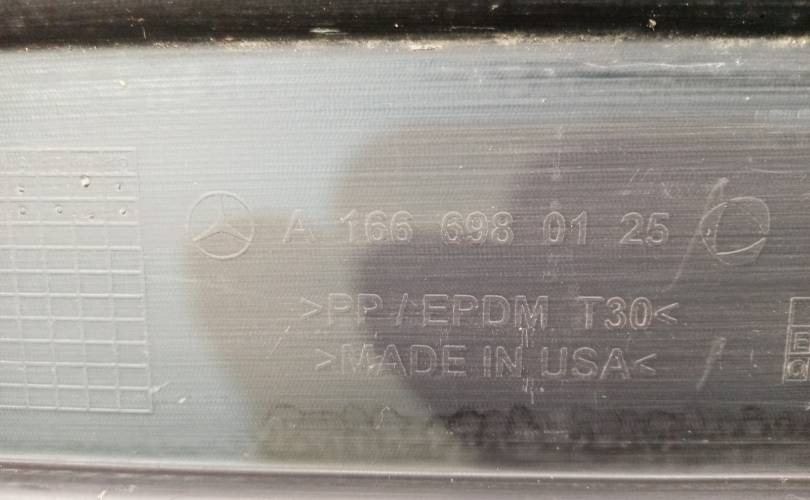 A 166 698 01 25
>PP / EPDM T30<
>MADE IN USA<